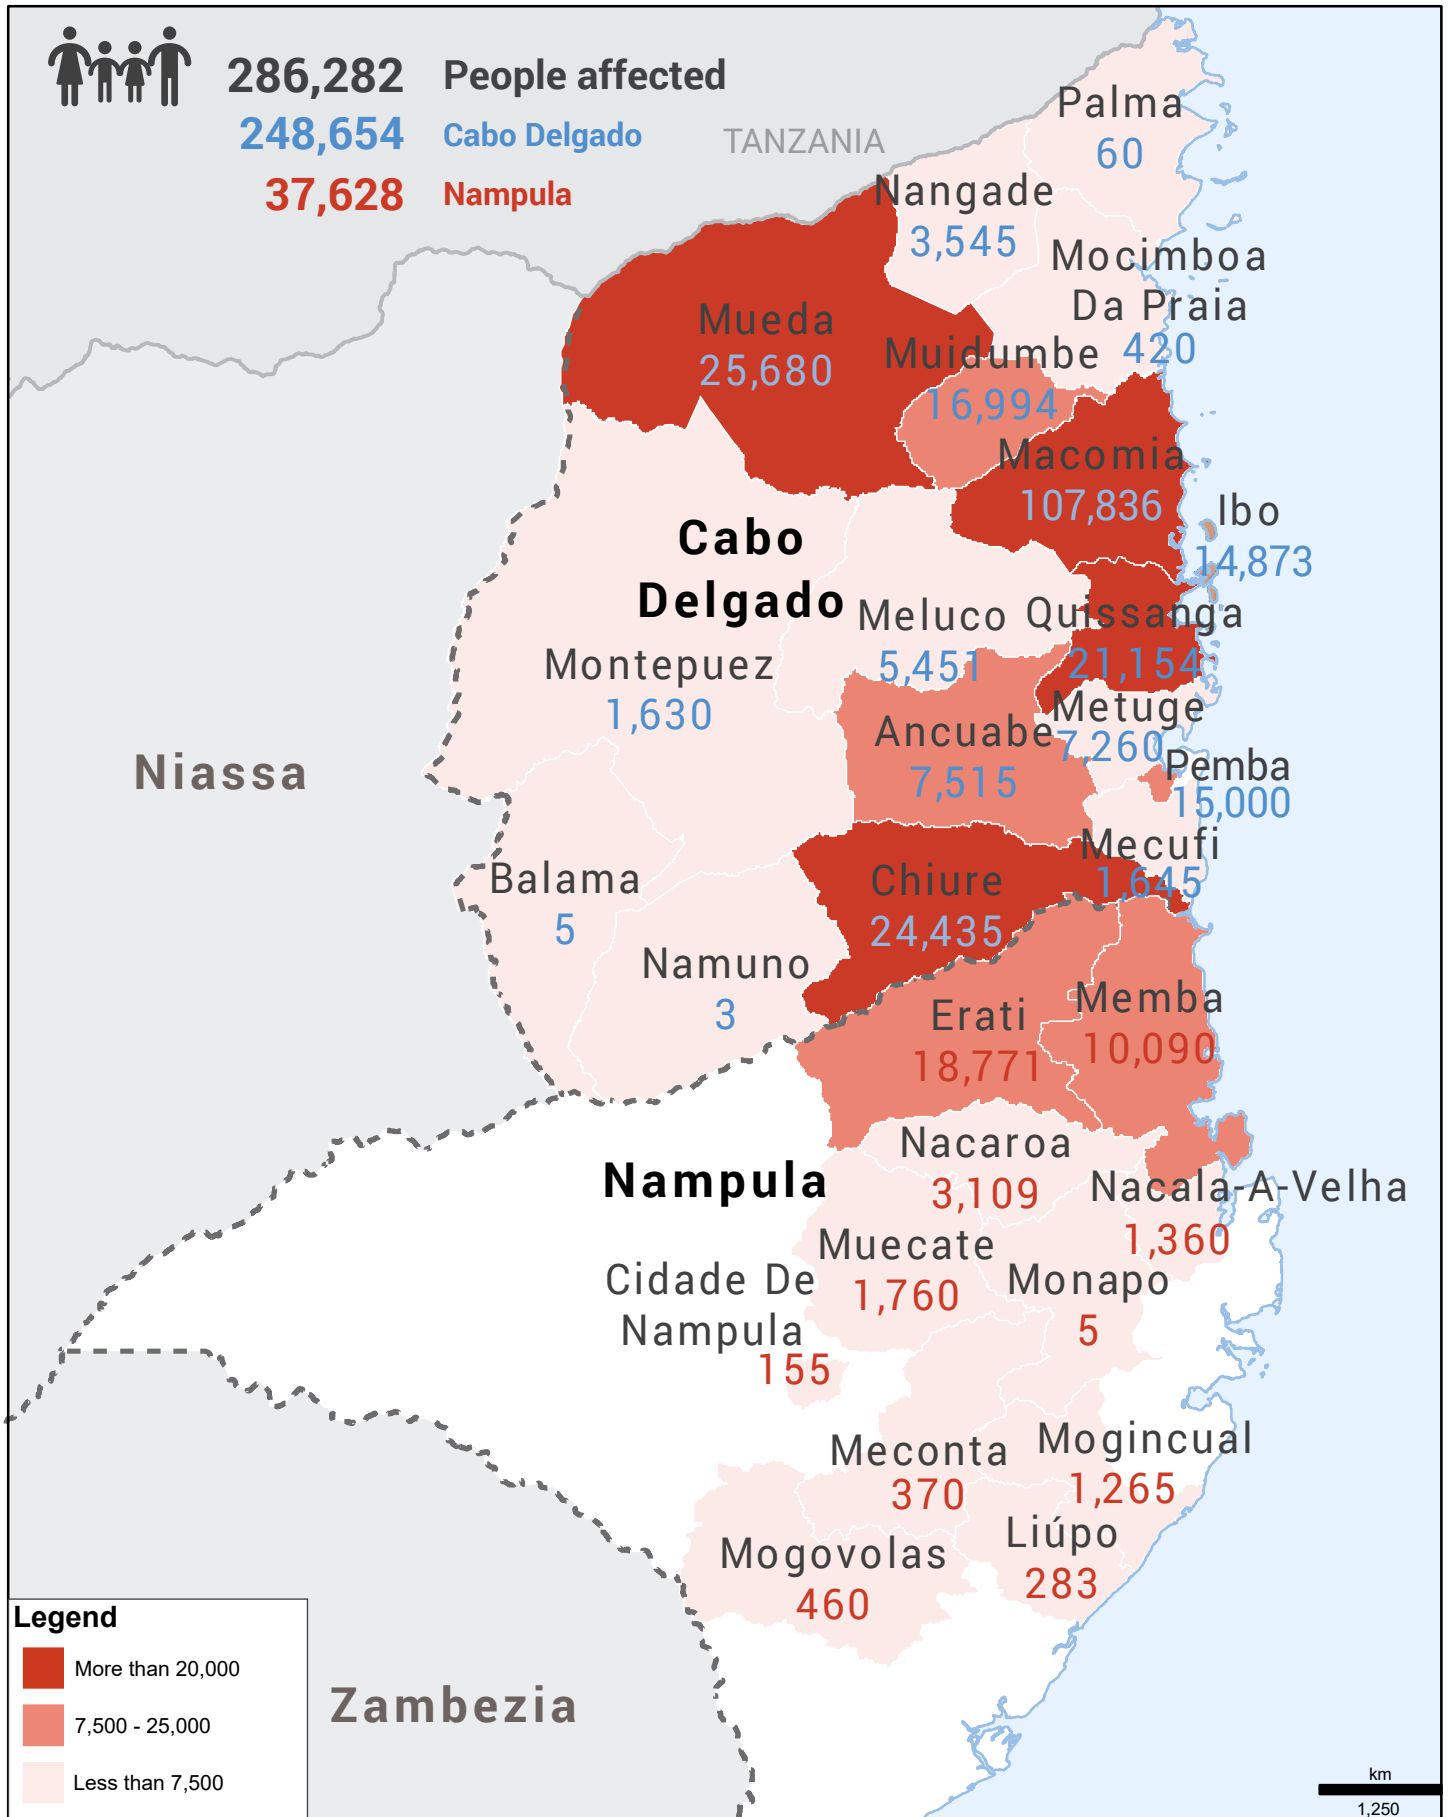 286,282 People affected
248,654 Cabo Delgado
37,628 Nampula
TANZANIA
Palma
60
Nangade
3,545
Mocimboa
Da Praia
420
Mueda
25,680
Muidumbe
16,994
Macomia
107,836
Ibo
14,873
Cabo
Delgado
Meluco
5,451
Quissanga
21,154
Montepuez
1,630
Metuge
7,260
Ancuabe
7,515
Pemba
15,000
Niassa
Mecufi
1,645
Balama
5
Chiure
24,435
Namuno
3
Erati
18,771
Memba
10,090
Nampula
Nacaroa
3,109
Nacala-A-Velha
1,360
Muecate
1,760
Cidade De
Nampula
155
Monapo
5
Meconta
370
Mogincual
1,265
Liúpo
283
Mogovolas
460
Legend
More than 20,000
7,500 - 25,000
Less than 7,500
Zambezia
km
1,250